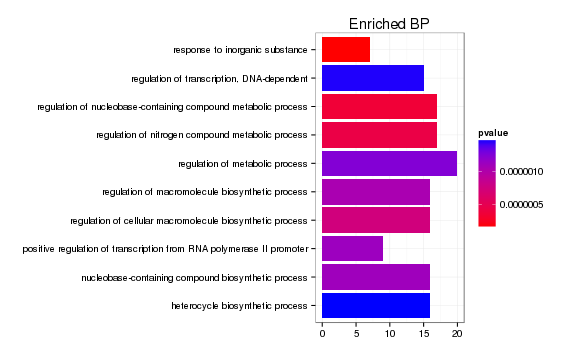 Enriched BP
response to inorganic substance
regulation of transcription, DNA-dependent
regulation of nucleobase-containing compound metabolic process
regulation of nitrogen compound metabolic process
regulation of metabolic process
regulation of macromolecule biosynthetic process
regulation of cellular macromolecule biosynthetic process
positive regulation of transcription from RNA polymerase II promoter
nucleobase-containing compound biosynthetic process
heterocycle biosynthetic process
0 5 10 15 20
pvalue
0.0000010
0.0000005